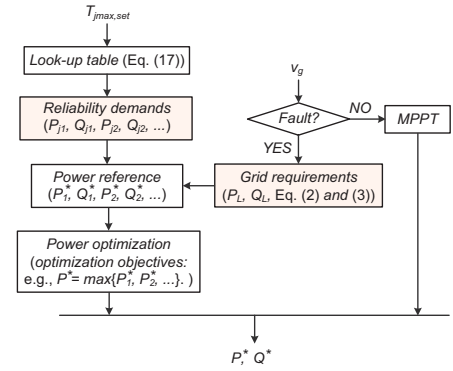 T_jmax,set
Look-up table (Eq. (17))
Reliability demands
(P_j1, Q_j1, P_j2, Q_j2, ...)
v_g
Fault?
NO
MPPT
YES
Grid requirements
(P_L, Q_L, Eq. (2) and (3))
Power reference
(P*_1, Q*_1, P*_2, Q*_2, ...)
Power optimization
(optimization objectives:
e.g., P*= max{P*_1, P*_2, ...}. )
P,* Q*